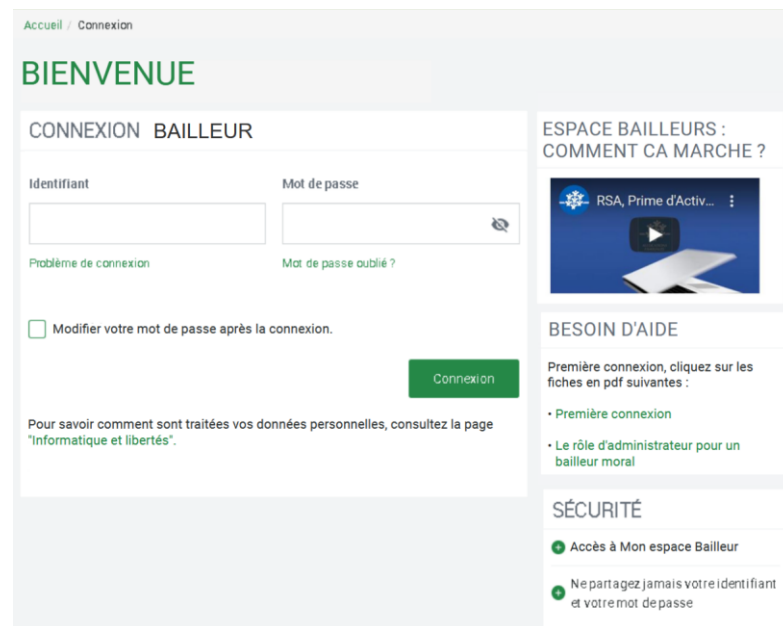 Accueil / Connexion
BIENVENUE
CONNEXION BAILLEUR
Identifiant
Mot de passe
Problème de connexion
Mot de passe oublié ?
Modifier votre mot de passe après la connexion.
Connexion
Pour savoir comment sont traitées vos données personnelles, consultez la page
"Informatique et libertés".
ESPACE BAILLEURS :
COMMENT CA MARCHE ?
RSA, Prime d'Activ...
BESOIN D'AIDE
Première connexion, cliquez sur les
fiches en pdf suivantes :
• Première connexion
• Le rôle d'administrateur pour un
bailleur moral
SÉCURITÉ
Accès à Mon espace Bailleur
Ne partagez jamais votre identifiant
et votre mot de passe